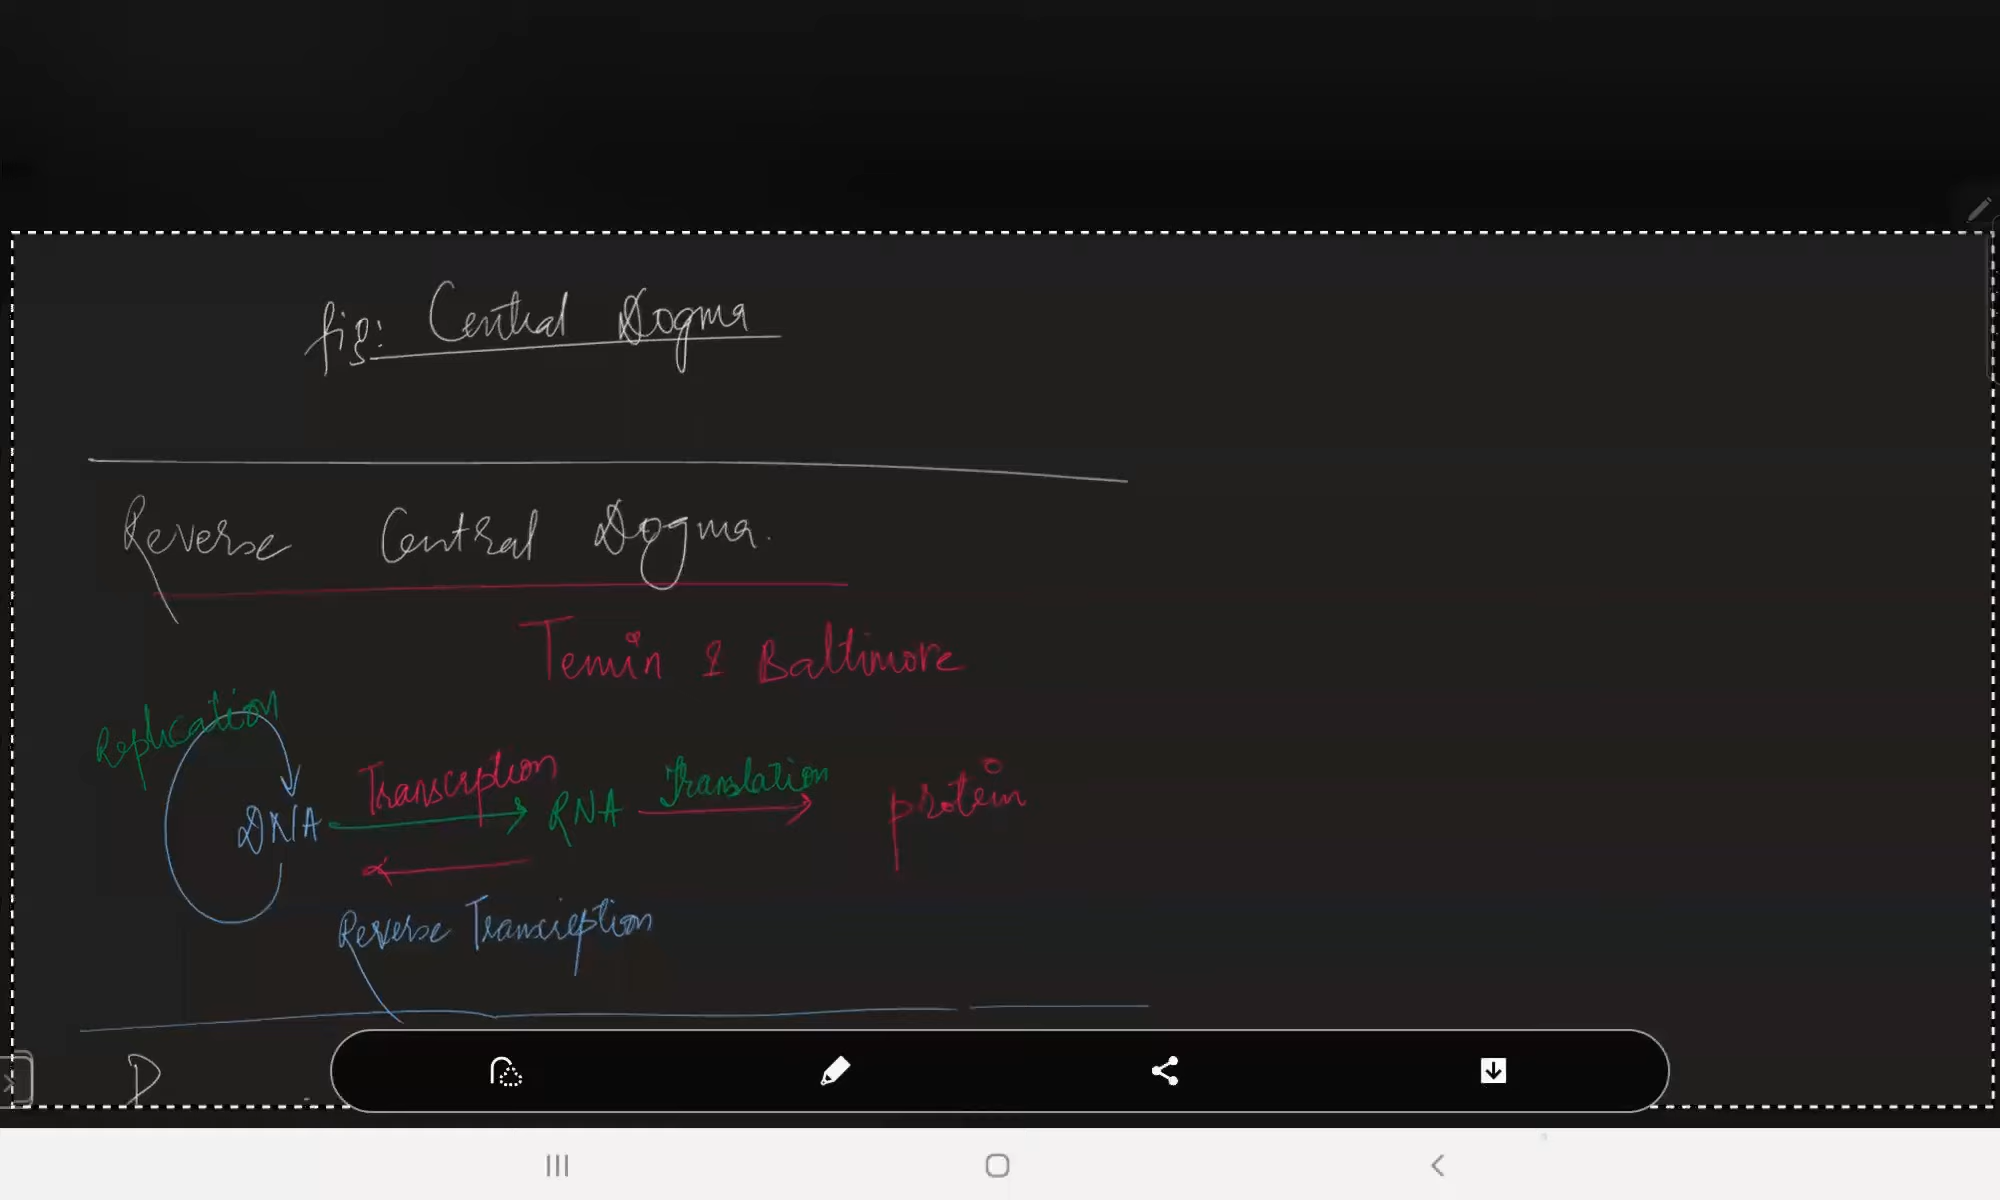 fig: Central Dogma
Reverse Central Dogma.
Temin & Baltimore
Replication
Transcription
Translation
DNA
RNA
protein
Reverse Transcription
D